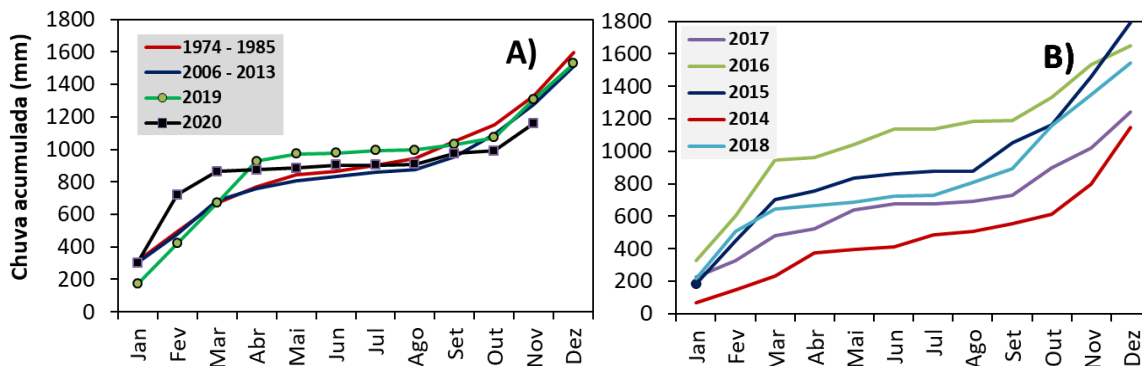 Chuva acumulada (mm)
1800
1600
1400
1200
1000
800
600
400
200
0
1974 - 1985
2006 - 2013
2019
2020
A)
Jan
Fev
Mar
Abr
Mai
Jun
Jul
Ago
Set
Out
Nov
Dez
1800
1600
1400
1200
1000
800
600
400
200
0
2017
2016
2015
2014
2018
B)
Jan
Fev
Mar
Abr
Mai
Jun
Jul
Ago
Set
Out
Nov
Dez